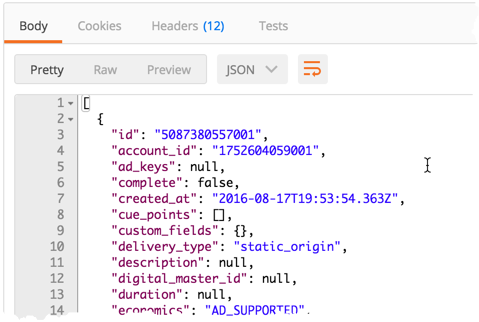 Body Cookies Headers (12) Tests
Pretty Raw Preview JSON
1 [
2 {
3 "id": "5087380557001",
4 "account_id": "1752604059001",
5 "ad_keys": null,
6 "complete": false,
7 "created_at": "2016-08-17T19:53:54.363Z",
8 "cue_points": [],
9 "custom_fields": {},
10 "delivery_type": "static_origin",
11 "description": null,
12 "digital_master_id": null,
13 "duration": null,
14 "economics": "AD_SUPPORTED",